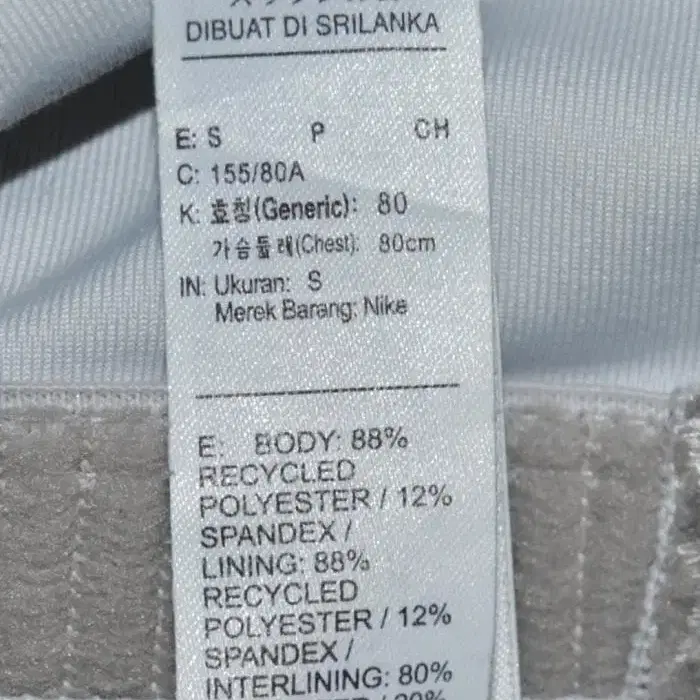 DIBUAT DI SRILANKA
E: S P CH
C: 155/80A
K: 호칭(Generic): 80
가슴둘레(Chest): 80cm
IN: Ukuran: S
Merek Barang: Nike
E: BODY: 88%
RECYCLED
POLYESTER / 12%
SPANDEX /
LINING: 88%
RECYCLED
POLYESTER / 12%
SPANDEX /
INTERLINING: 80%